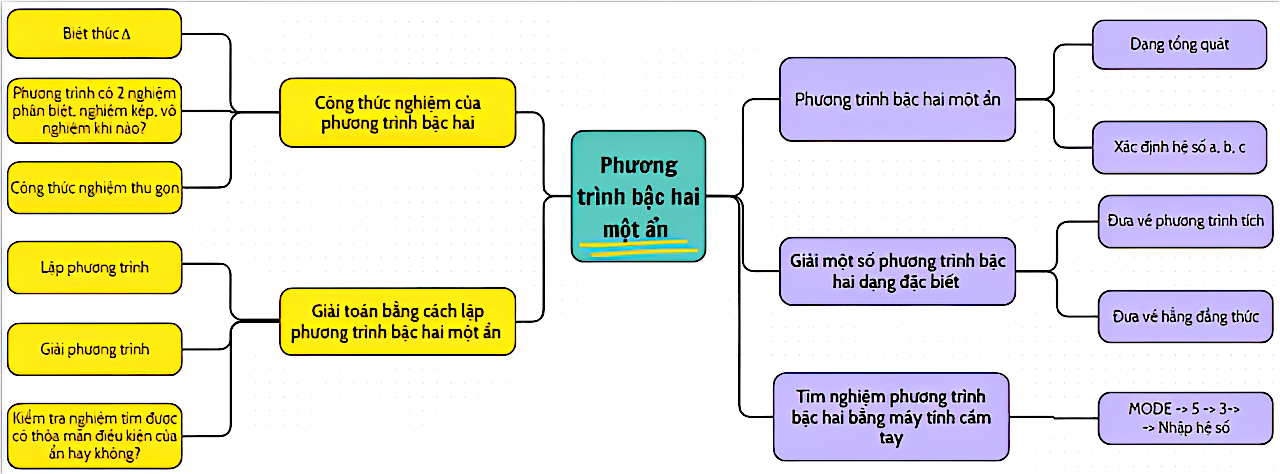 Biệt thức Δ
Phương trình có 2 nghiệm
phân biệt, nghiệm kép, vô
nghiệm khi nào?
Công thức nghiệm thu gọn
Công thức nghiệm của
phương trình bậc hai
Lập phương trình
Giải phương trình
Kiểm tra nghiệm tìm được
có thỏa mãn điều kiện của
ẩn hay không?
Giải toán bằng cách lập
phương trình bậc hai một ẩn
Phương
trình bậc hai
một ẩn
Phương trình bậc hai một ẩn
Dạng tổng quát
Xác định hệ số a, b, c
Giải một số phương trình bậc
hai dạng đặc biết
Đưa về phương trình tích
Đưa về hằng đẳng thức
Tìm nghiệm phương trình
bậc hai bằng máy tính cầm
tay
MODE -> 5 -> 3->
-> Nhập hệ số